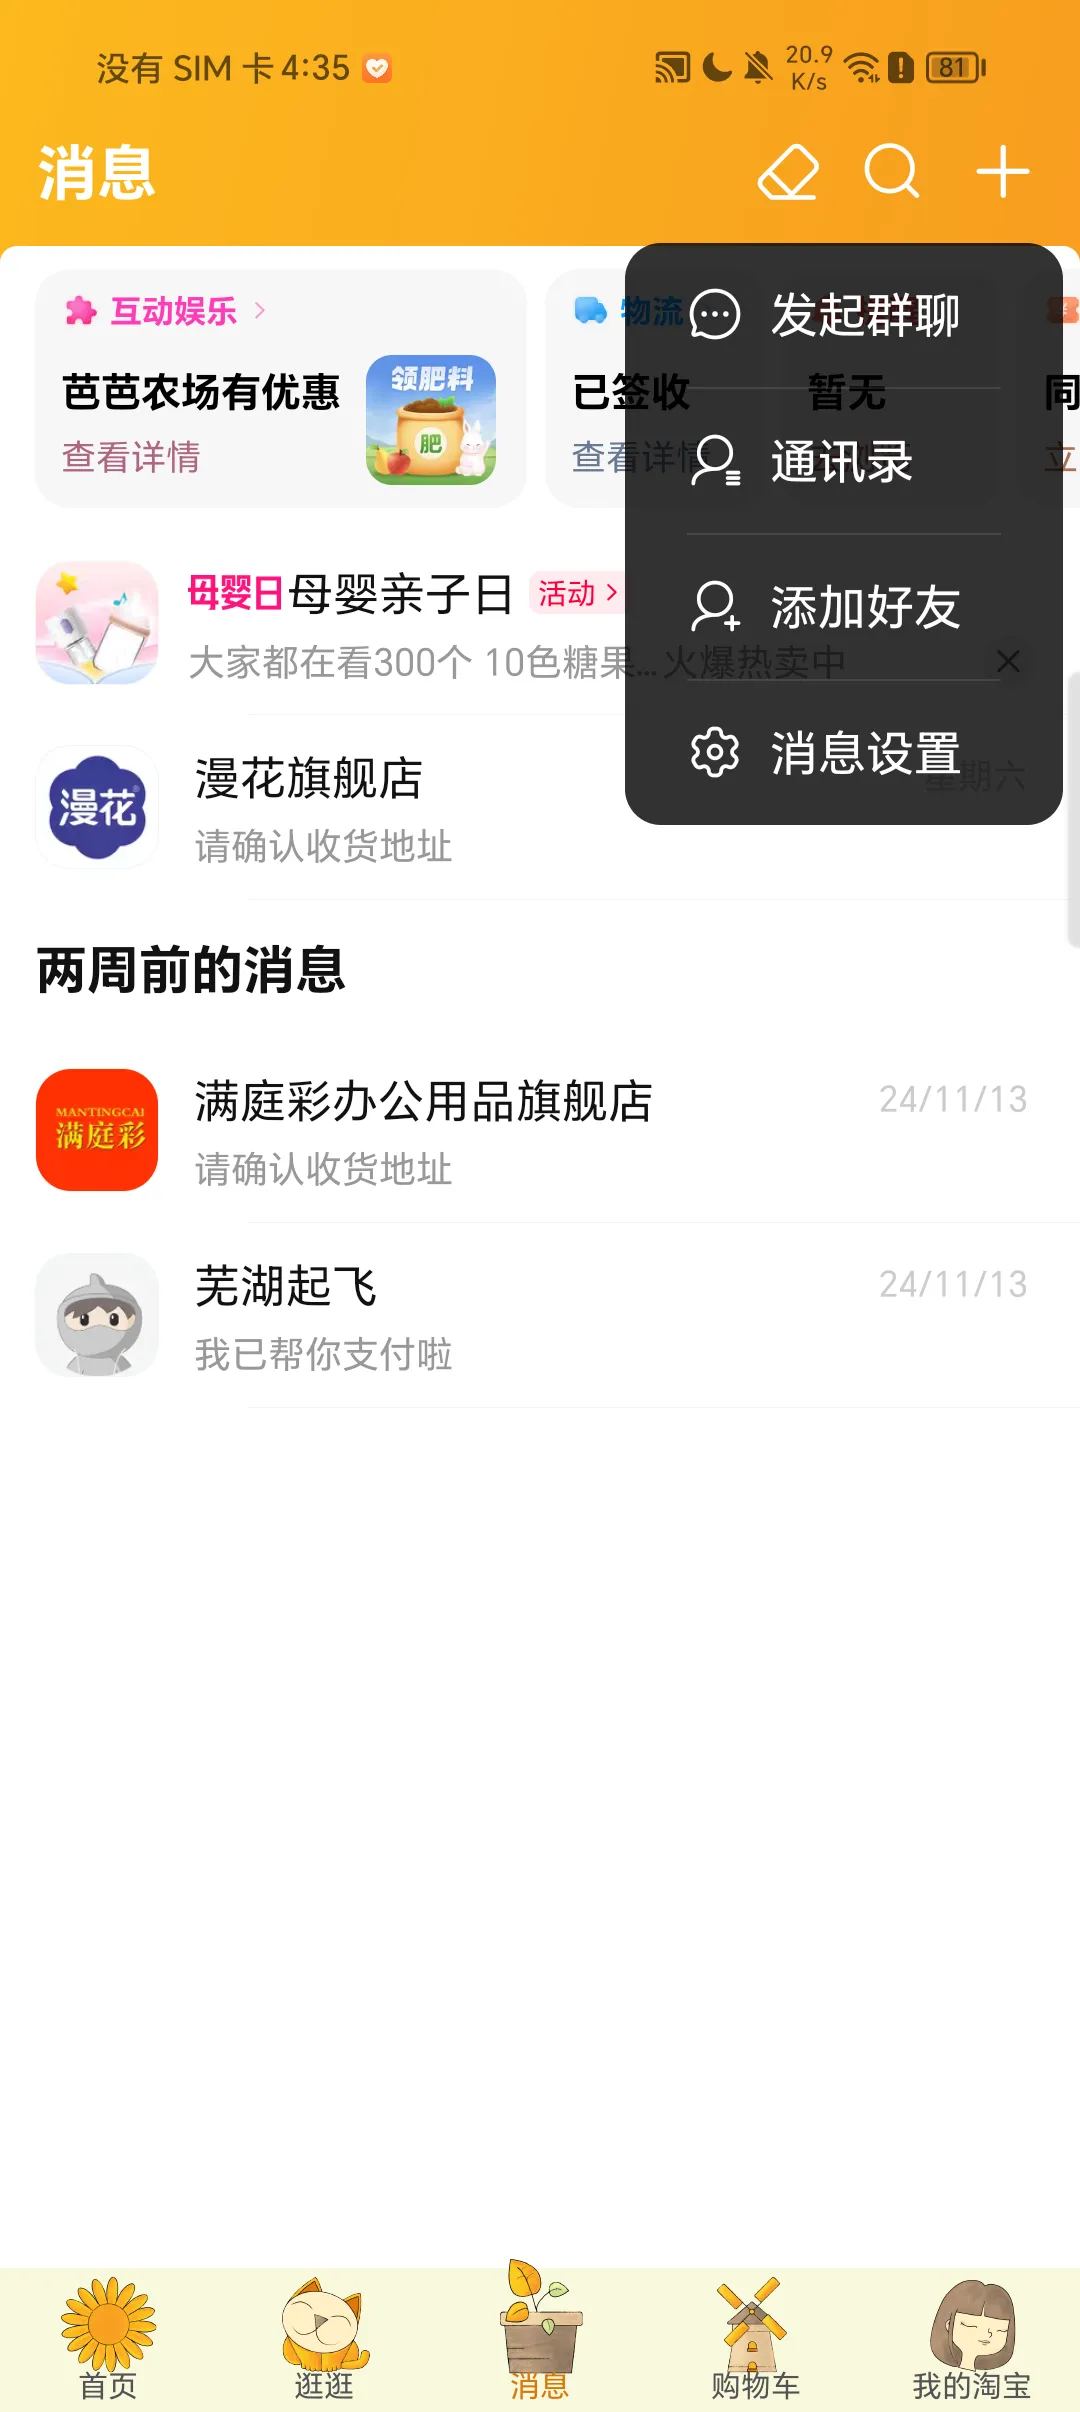 没有 SIM 卡 4:35
20.9
K/s
81
消息
互动娱乐
物流
芭芭农场有优惠
领肥料
肥
查看详情
已签收
查看详情
暂无
同
立
发起群聊
通讯录
添加好友
消息设置
母婴日 母婴亲子日 活动
大家都在看300个 10色糖果... 火爆热卖中
漫花
漫花旗舰店
星期六
请确认收货地址
两周前的消息
MANTINGCAI
满庭彩
满庭彩办公用品旗舰店
24/11/13
请确认收货地址
芜湖起飞
24/11/13
我已帮你支付啦
首页
逛逛
消息
购物车
我的淘宝